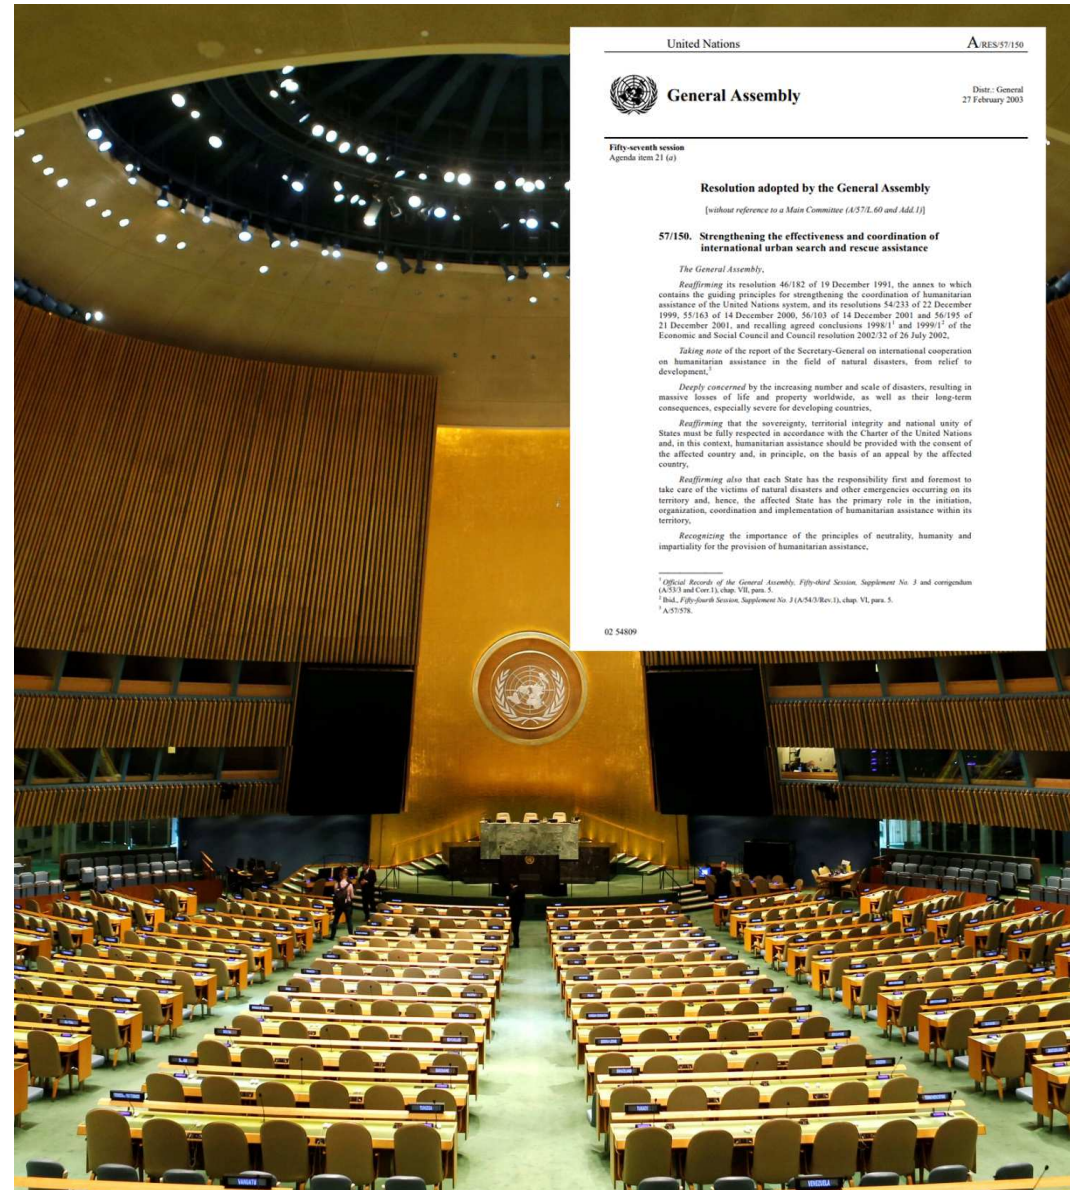 United Nations
A/RES/57/150
General Assembly
Distr.: General
27 February 2003
Fifty-seventh session
Agenda item 21 (a)
Resolution adopted by the General Assembly
[without reference to a Main Committee (A/57/L.60 and Add.1)]
57/150. Strengthening the effectiveness and coordination of
international urban search and rescue assistance
The General Assembly,
Reaffirming its resolution 46/182 of 19 December 1991, the annex to which
contains the guiding principles for strengthening the coordination of humanitarian
assistance of the United Nations system, and its resolutions 54/233 of 22 December
1999, 55/163 of 14 December 2000, 56/103 of 14 December 2001 and 56/195 of
21 December 2001, and recalling agreed conclusions 1998/1¹ and 1999/1² of the
Economic and Social Council and Council resolution 2002/32 of 26 July 2002,
Taking note of the report of the Secretary-General on international cooperation
on humanitarian assistance in the field of natural disasters, from relief to
development,³
Deeply concerned by the increasing number and scale of disasters, resulting in
massive losses of life and property worldwide, as well as their long-term
consequences, especially severe for developing countries,
Reaffirming that the sovereignty, territorial integrity and national unity of
States must be fully respected in accordance with the Charter of the United Nations
and, in this context, humanitarian assistance should be provided with the consent of
the affected country and, in principle, on the basis of an appeal by the affected
country,
Reaffirming also that each State has the responsibility first and foremost to
take care of the victims of natural disasters and other emergencies occurring on its
territory and, hence, the affected State has the primary role in the initiation,
organization, coordination and implementation of humanitarian assistance within its
territory,
Recognizing the importance of the principles of neutrality, humanity and
impartiality for the provision of humanitarian assistance,
¹ Official Records of the General Assembly, Fifty-third Session, Supplement No. 3 and corrigendum
(A/53/3 and Corr.1), chap. VII, para. 5.
² Ibid., Fifty-fourth Session, Supplement No. 3 (A/54/3/Rev.1), chap. VI, para. 5.
³ A/57/578.
02 54809
TUNISIA
VANUATU
VENEZUELA